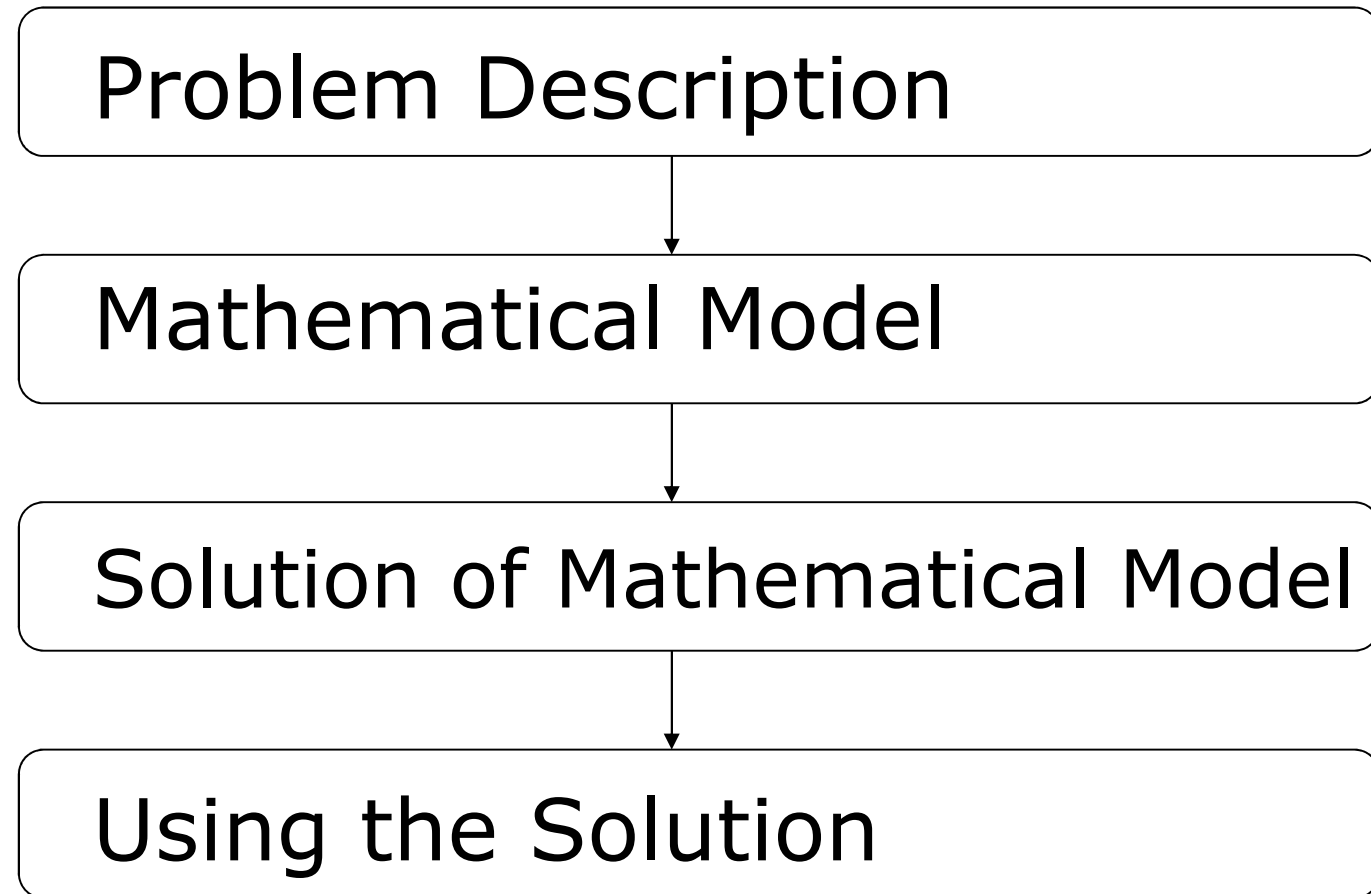 Problem Description
Mathematical Model
Solution of Mathematical Model
Using the Solution